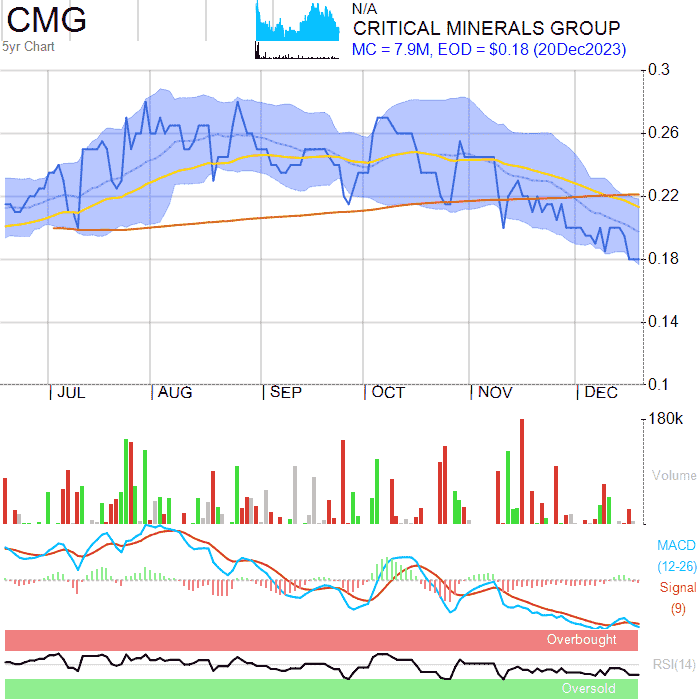 CMG
5yr Chart
N/A
CRITICAL MINERALS GROUP
MC = 7.9M, EOD = $0.18 (20Dec2023)
0.3
0.26
0.22
0.18
0.14
0.1
JUL AUG SEP OCT NOV DEC
180k
Volume
MACD
(12-26)
Signal
(9)
Overbought
RSI(14)
Oversold